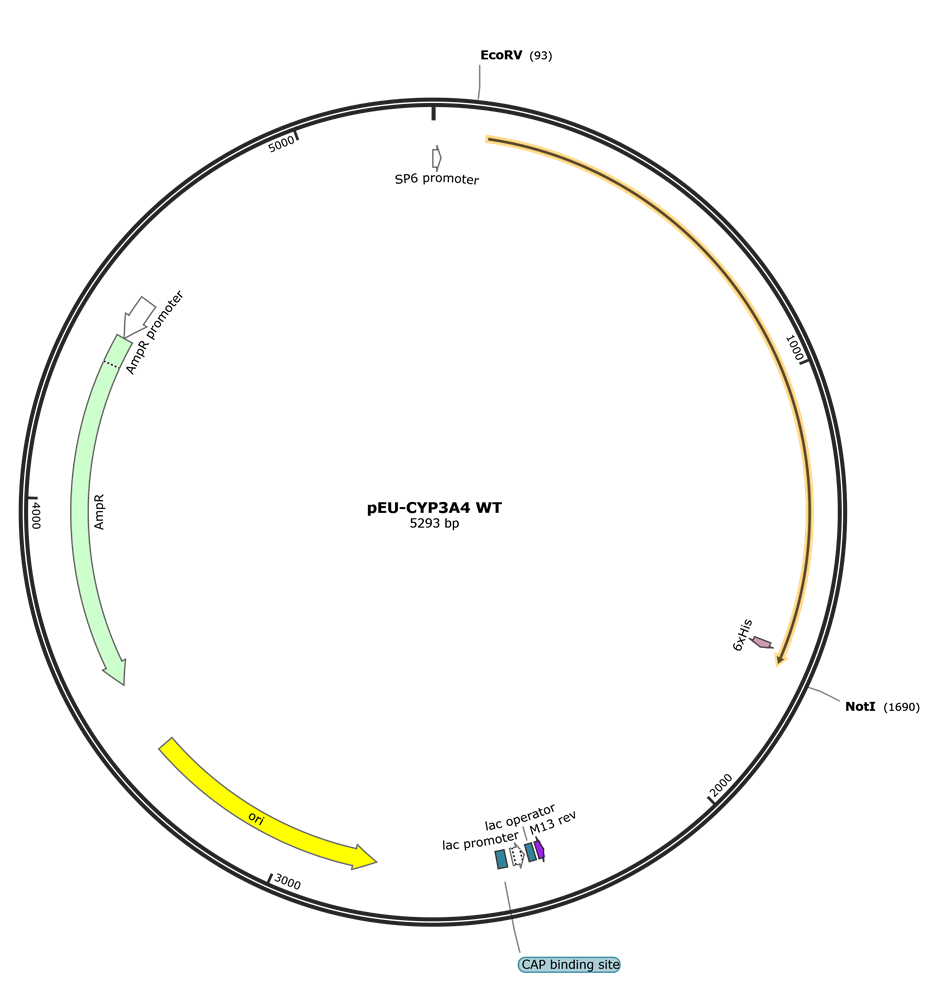 EcoRV (93)
5000
SP6 promoter
AmpR promoter
1000
pEU-CYP3A4 WT
5293 bp
AmpR
4000
6xHis
NotI (1690)
2000
lac operator
M13 rev
lac promoter
ori
3000
CAP binding site